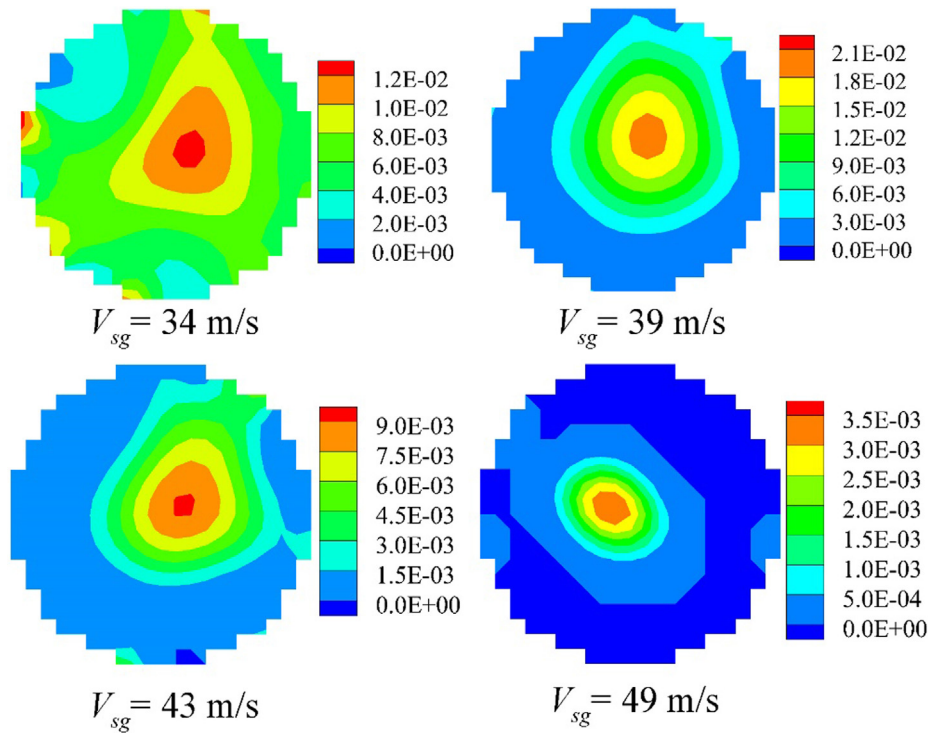 1.2E-02
1.0E-02
8.0E-03
6.0E-03
4.0E-03
2.0E-03
0.0E+00
V_sg = 34 m/s
2.1E-02
1.8E-02
1.5E-02
1.2E-02
9.0E-03
6.0E-03
3.0E-03
0.0E+00
V_sg = 39 m/s
9.0E-03
7.5E-03
6.0E-03
4.5E-03
3.0E-03
1.5E-03
0.0E+00
V_sg = 43 m/s
3.5E-03
3.0E-03
2.5E-03
2.0E-03
1.5E-03
1.0E-03
5.0E-04
0.0E+00
V_sg = 49 m/s